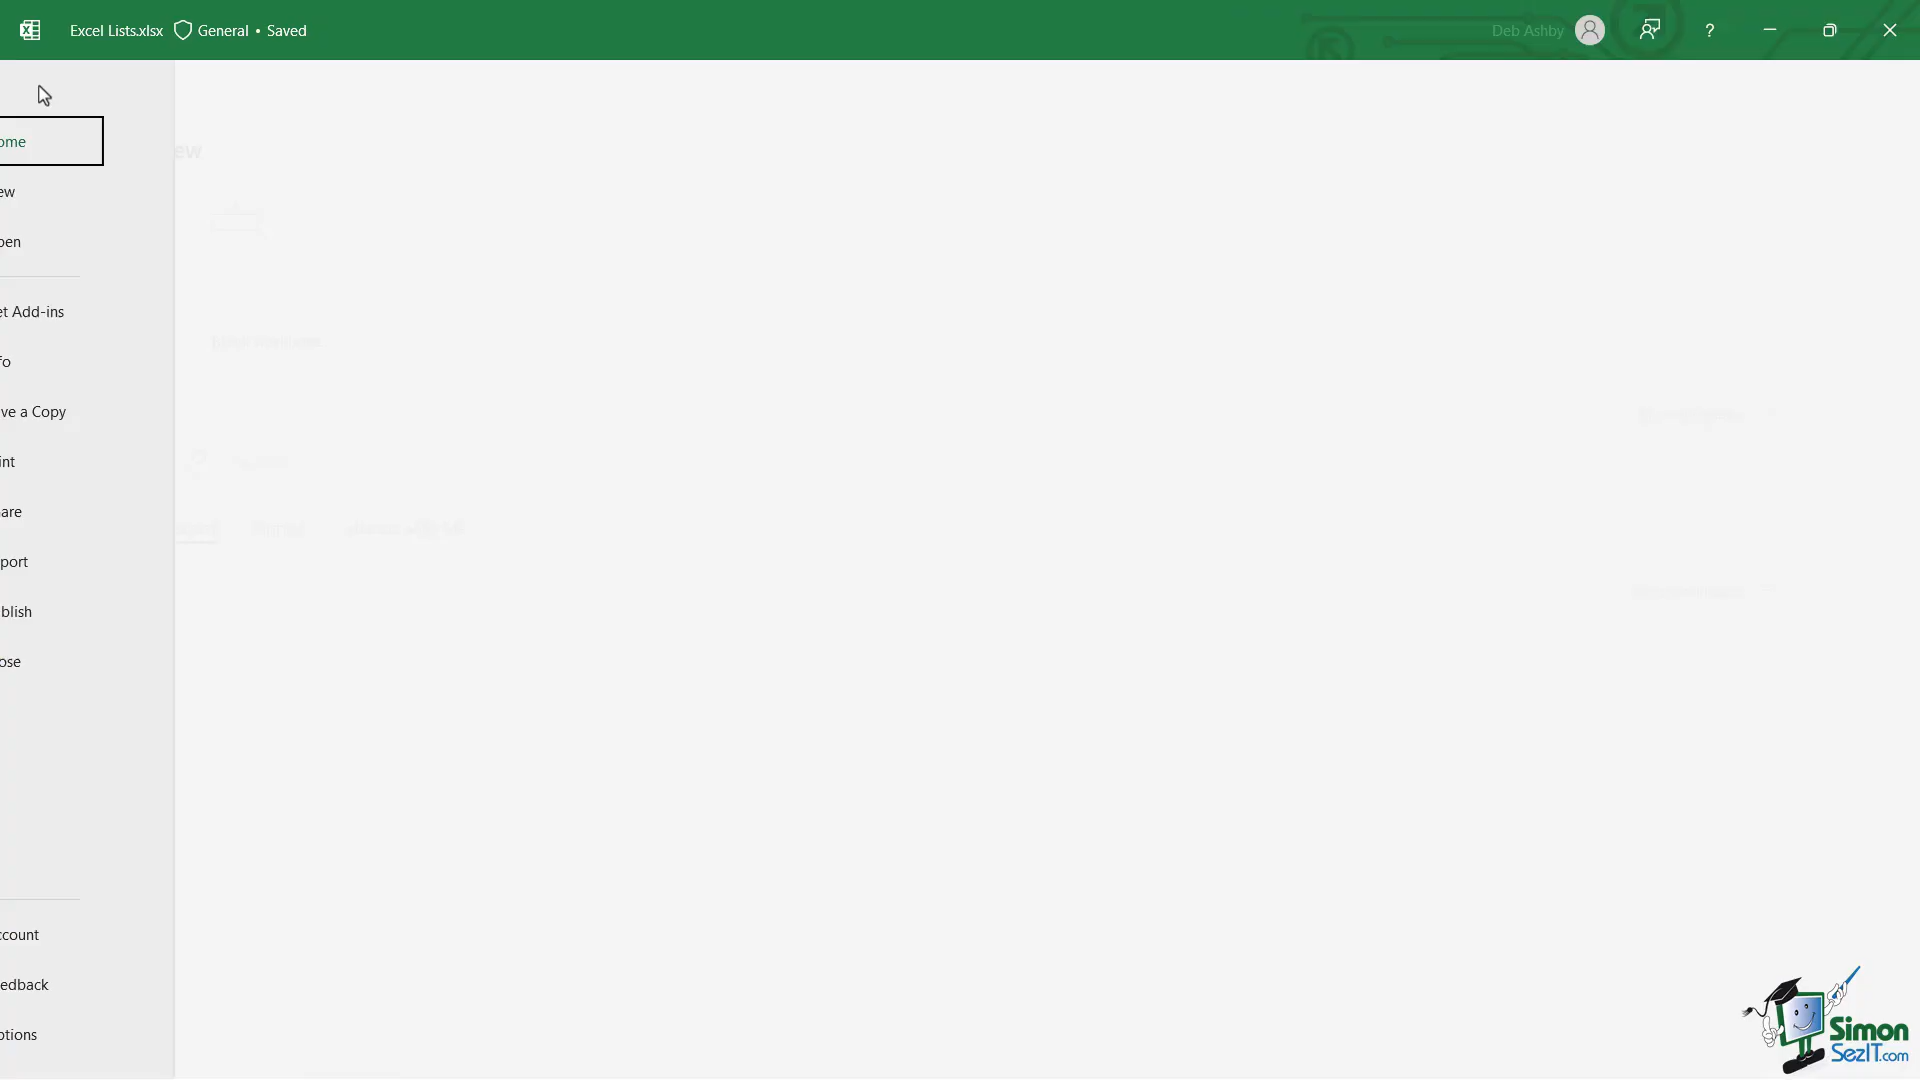 Excel Lists.xlsx General • Saved
Deb Ashby
?
ome
ew
ew
pen
et Add-ins
fo
ve a Copy
int
are
port
blish
ose
ccount
edback
ptions
Simon
SezIT.com